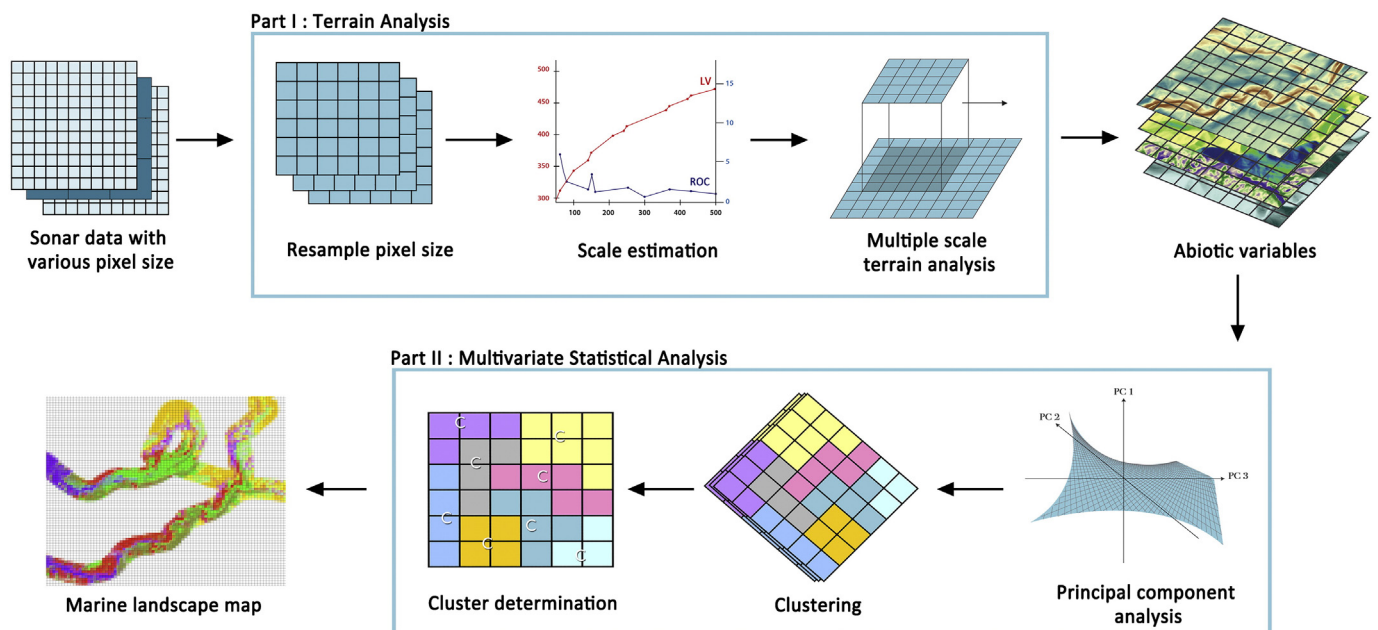 Part I : Terrain Analysis
Sonar data with
various pixel size
Resample pixel size
500
450
400
350
300
LV
ROC
15
10
5
0
100
200
300
400
500
Scale estimation
Multiple scale
terrain analysis
Abiotic variables
Part II : Multivariate Statistical Analysis
Marine landscape map
C
C
C
C
C
C
C
C
Cluster determination
Clustering
PC 1
PC 2
PC 3
Principal component
analysis